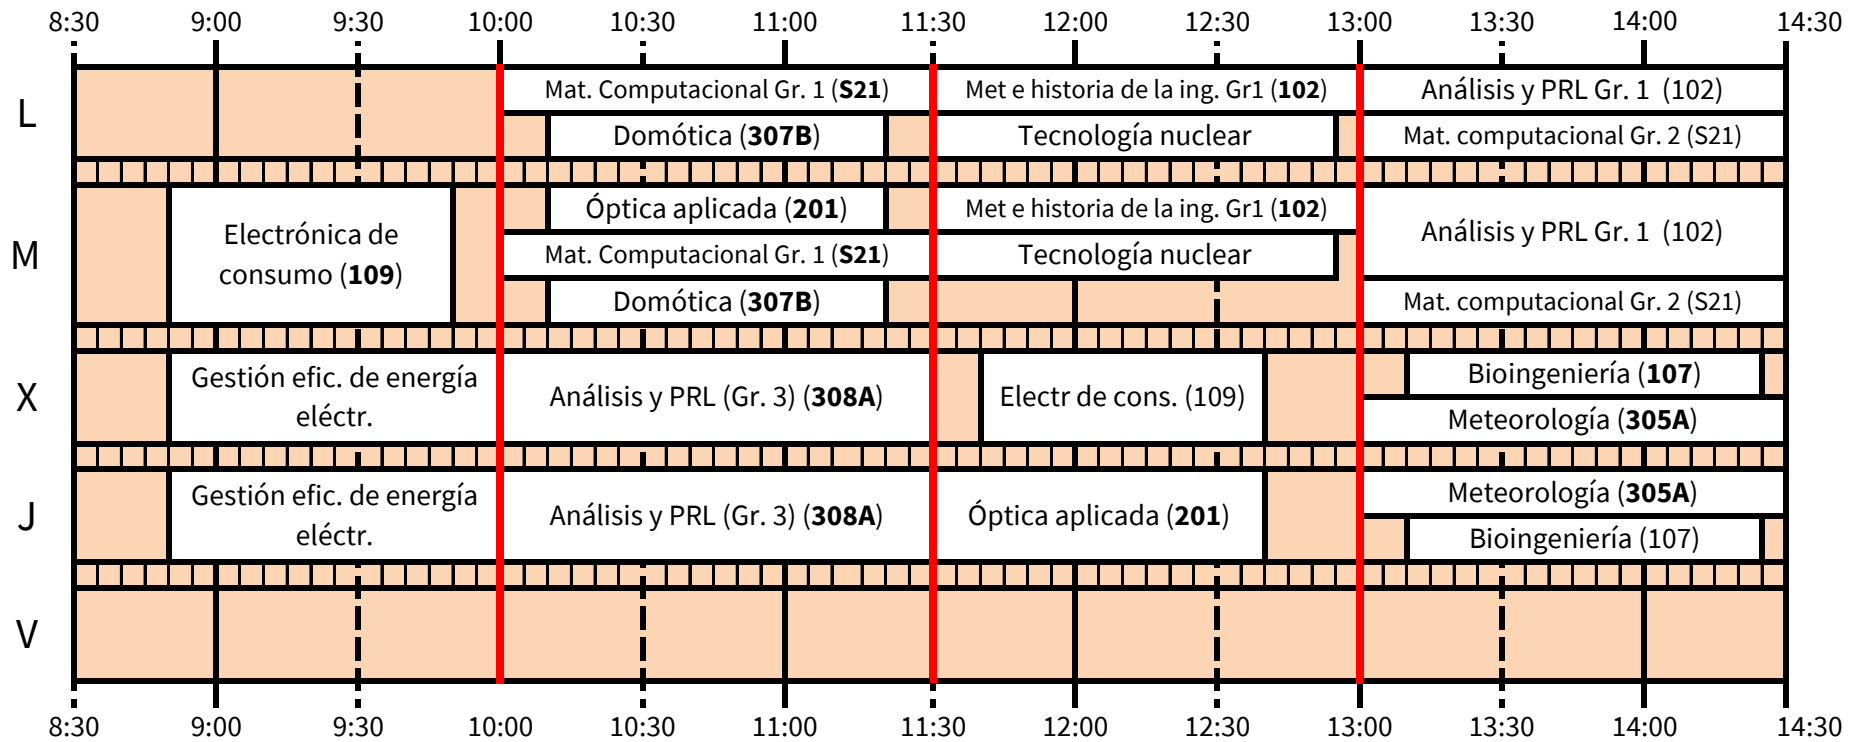 8:30 9:00 9:30 10:00 10:30 11:00 11:30 12:00 12:30 13:00 13:30 14:00 14:30
L
Mat. Computacional Gr. 1 (S21)
Met e historia de la ing. Gr1 (102)
Análisis y PRL Gr. 1 (102)
Domótica (307B)
Tecnología nuclear
Mat. computacional Gr. 2 (S21)
M
Electrónica de
consumo (109)
Óptica aplicada (201)
Met e historia de la ing. Gr1 (102)
Análisis y PRL Gr. 1 (102)
Mat. Computacional Gr. 1 (S21)
Tecnología nuclear
Domótica (307B)
Mat. computacional Gr. 2 (S21)
X
Gestión efic. de energía
eléctr.
Análisis y PRL (Gr. 3) (308A)
Electr de cons. (109)
Bioingeniería (107)
Meteorología (305A)
J
Gestión efic. de energía
eléctr.
Análisis y PRL (Gr. 3) (308A)
Óptica aplicada (201)
Meteorología (305A)
Bioingeniería (107)
V
8:30 9:00 9:30 10:00 10:30 11:00 11:30 12:00 12:30 13:00 13:30 14:00 14:30